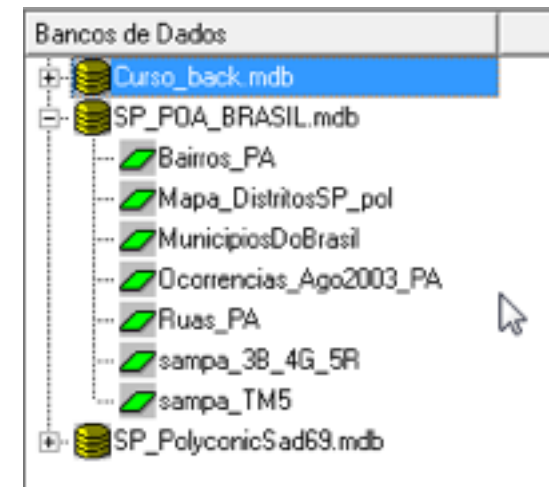 Bancos de Dados
Curso_back.mdb
SP_POA_BRASIL.mdb
Bairros_PA
Mapa_DistritosSP_pol
MunicipiosDoBrasil
Ocorrencias_Ago2003_PA
Ruas_PA
sampa_3B_4G_5R
sampa_TM5
SP_PolyconicSad69.mdb